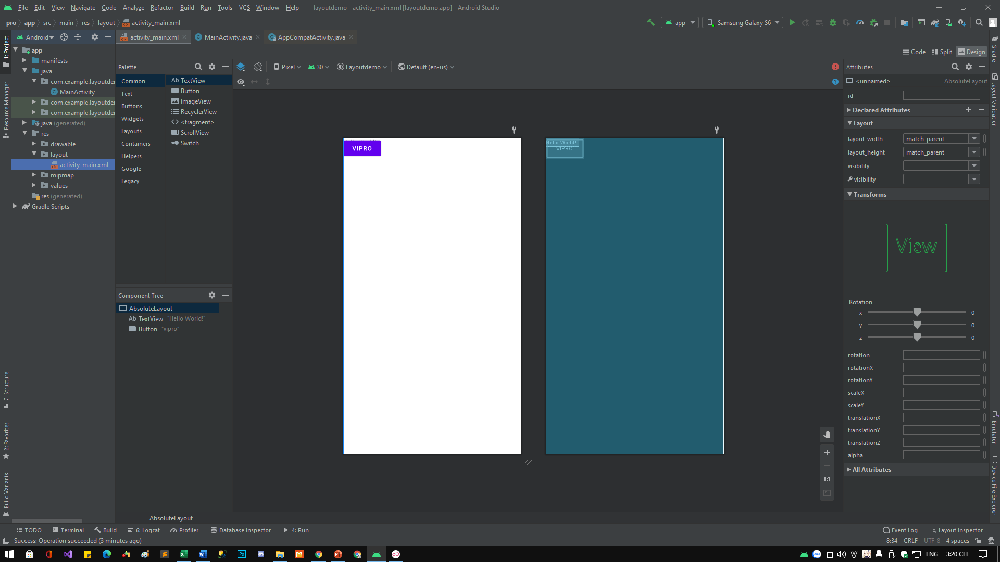 File Edit View Navigate Code Analyze Refactor Build Run Tools VCS Window Help layoutdemo - activity_main.xml [layoutdemo.app] - Android Studio
pro app src main res layout activity_main.xml app Samsung Galaxy S6
Android activity_main.xml MainActivity.java AppCompatActivity.java
Code Split Design
1: Project
Resource Manager
7: Structure
2: Favorites
Build Variants
app
manifests
java
com.example.layoutder
MainActivity
com.example.layoutder
com.example.layoutder
java (generated)
res
drawable
layout
activity_main.xml
mipmap
values
res (generated)
Gradle Scripts
Palette
Common
Text
Buttons
Widgets
Layouts
Containers
Helpers
Google
Legacy
Ab TextView
Button
ImageView
RecyclerView
<fragment>
ScrollView
Switch
Component Tree
AbsoluteLayout
Ab TextView "Hello World!"
Button "vipro"
Pixel 30 Layoutdemo Default (en-us)
VIPRO
Hello World!
VIPRO
1:1
AbsoluteLayout
Attributes
<unnamed> AbsoluteLayout
id
Declared Attributes
Layout
layout_width match_parent
layout_height match_parent
visibility
visibility
Transforms
View
Rotation
x 0
y 0
z 0
rotation
rotationX
rotationY
scaleX
scaleY
translationX
translationY
translationZ
alpha
All Attributes
Gradle
Layout Validation
Emulator
Device File Explorer
TODO Terminal Build 6: Logcat Profiler Database Inspector 4: Run Event Log Layout Inspector
Success: Operation succeeded (3 minutes ago) 8:34 CRLF UTF-8 4 spaces
Ps Zalo ENG 3:20 CH